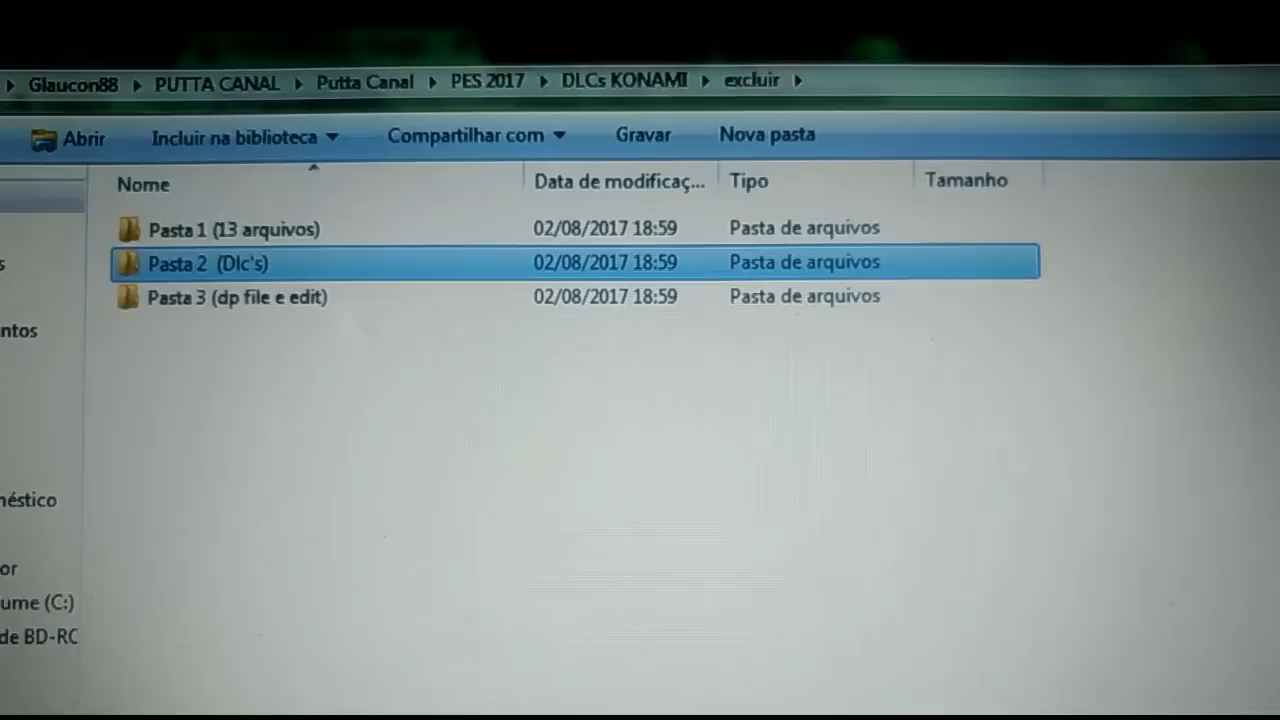 Glaucon88 PUTTA CANAL Putta Canal PES 2017 DLCs KONAMI excluir
Abrir Incluir na biblioteca Compartilhar com Gravar Nova pasta
Nome Data de modificaç... Tipo Tamanho
Pasta 1 (13 arquivos) 02/08/2017 18:59 Pasta de arquivos
Pasta 2 (Dlc's) 02/08/2017 18:59 Pasta de arquivos
Pasta 3 (dp file e edit) 02/08/2017 18:59 Pasta de arquivos
s
ntos
néstico
or
ume (C:)
de BD-RC